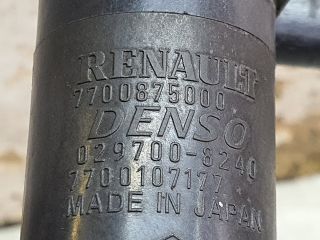 RENAULT
7700875000
DENSO
029700-8240
7700107177
MADE IN JAPAN